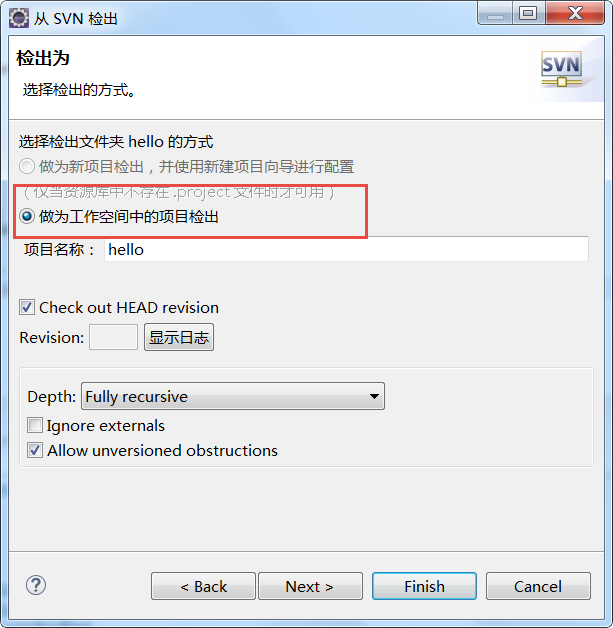 从 SVN 检出
检出为
选择检出的方式。
SVN
选择检出文件夹 hello 的方式
做为新项目检出，并使用新建项目向导进行配置
（仅当资源库中不存在 .project 文件时才可用）
做为工作空间中的项目检出
项目名称： hello
Check out HEAD revision
Revision: 显示日志
Depth: Fully recursive
Ignore externals
Allow unversioned obstructions
? < Back Next > Finish Cancel